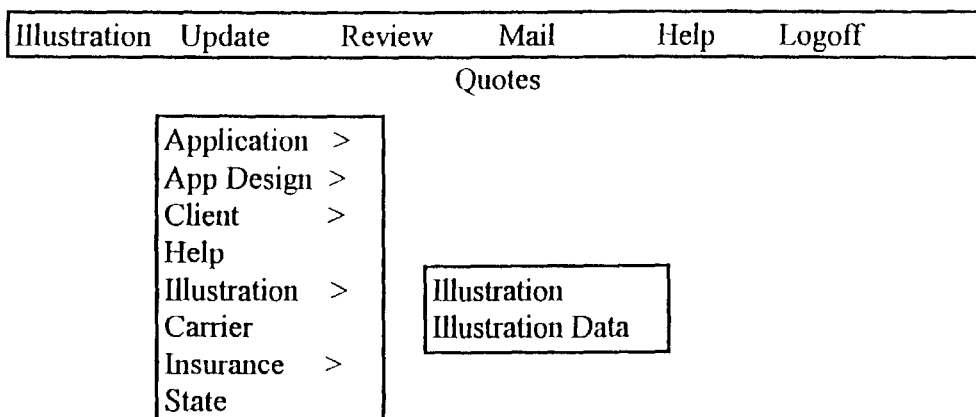 Illustration Update Review Mail Help Logoff
Quotes
Application >
App Design >
Client >
Help
Illustration >
Carrier
Insurance >
State
Illustration
Illustration Data